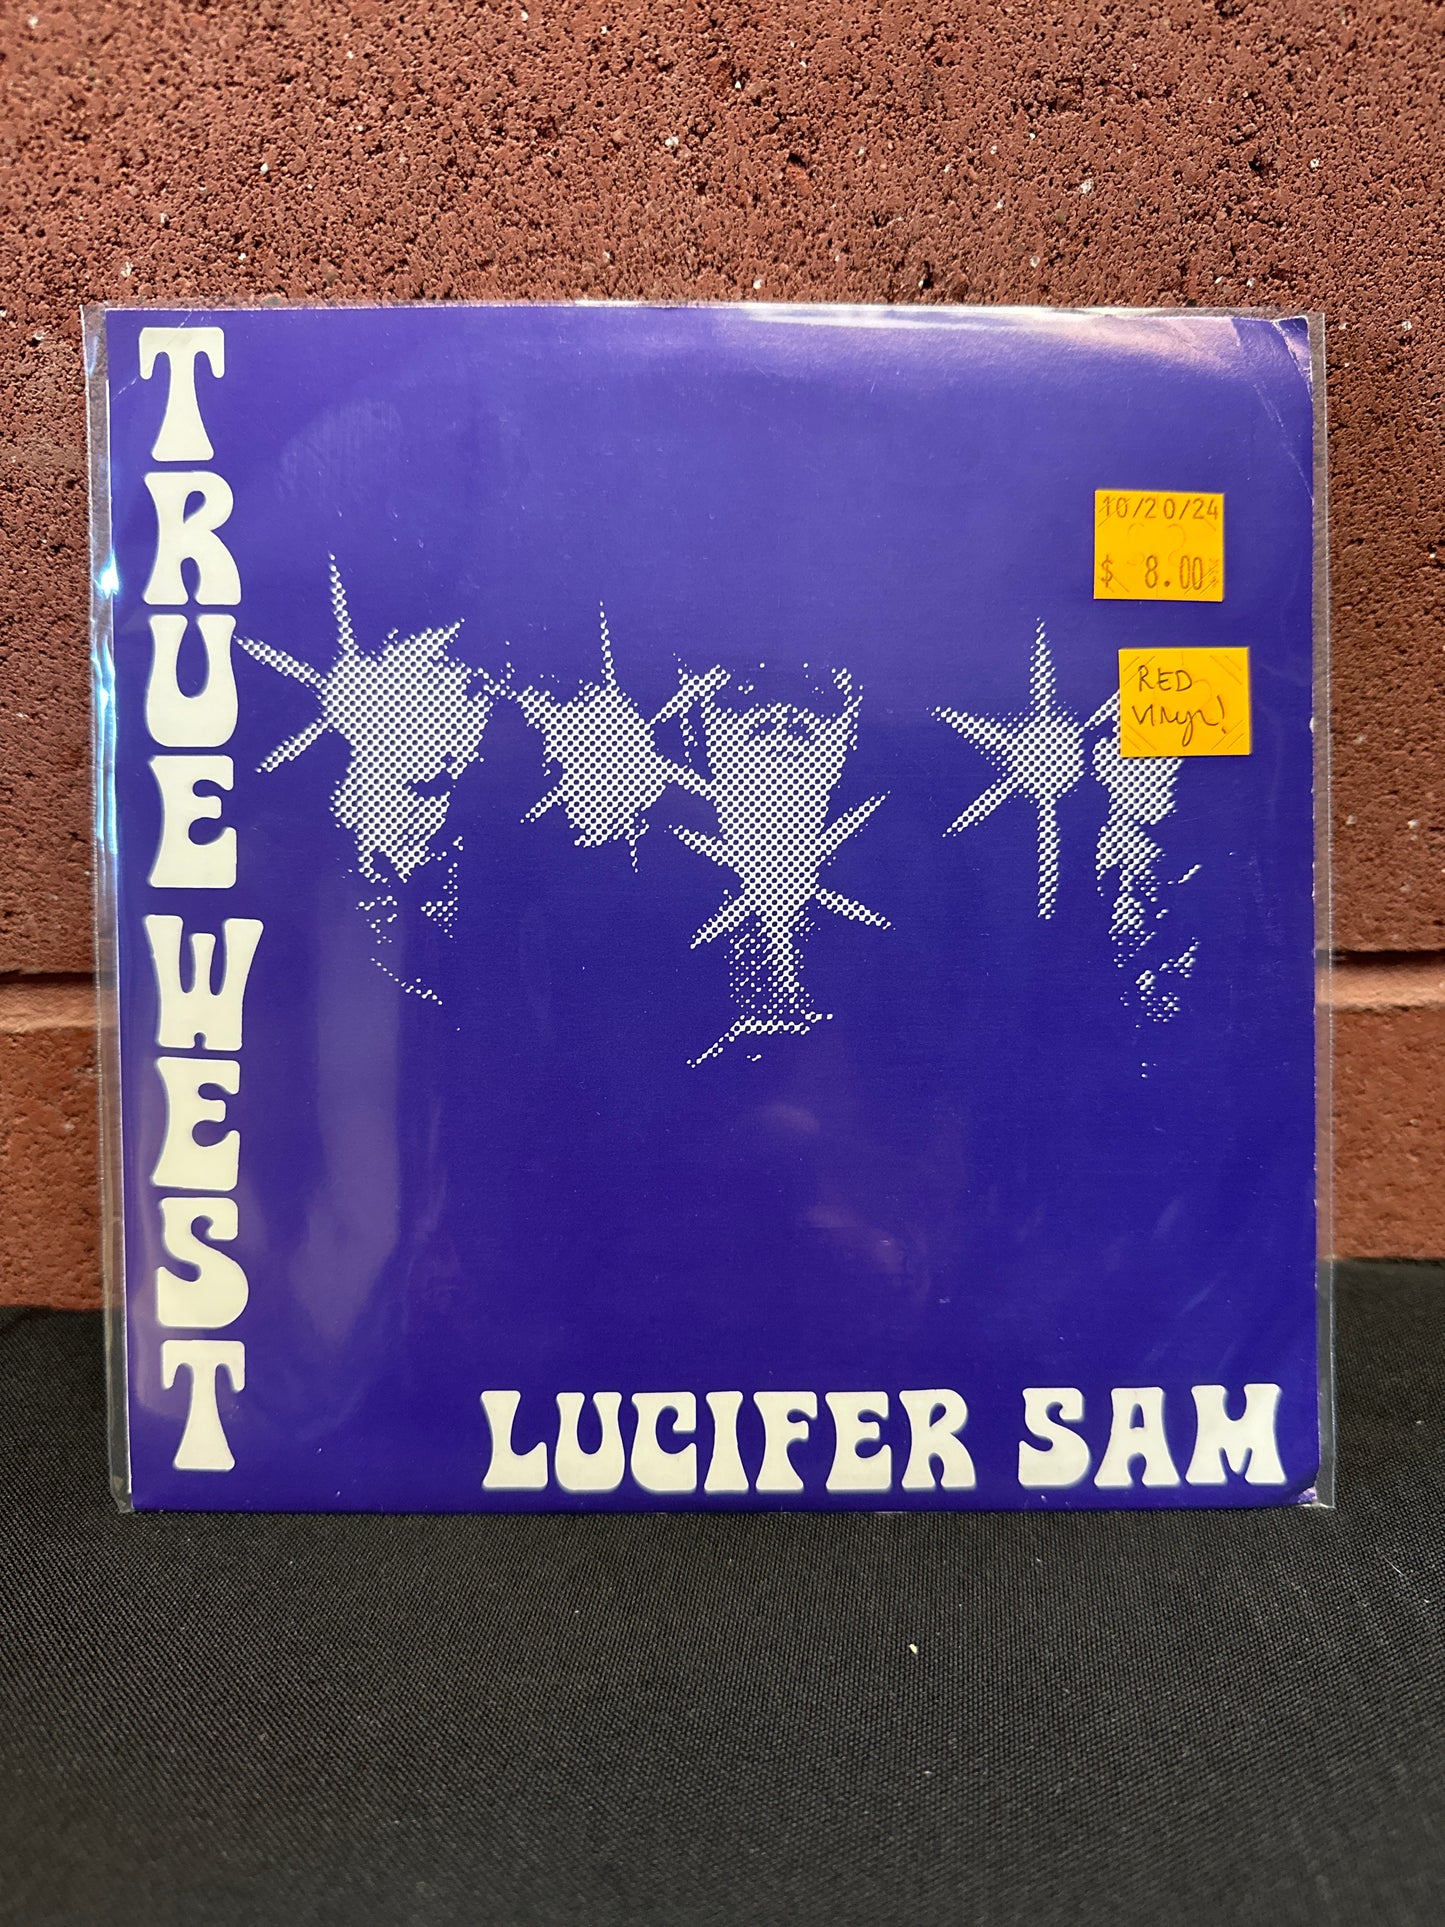 TRUE WEST
10/20/24
$ 8.00
RED
VINYL!
LUCIFER SAM